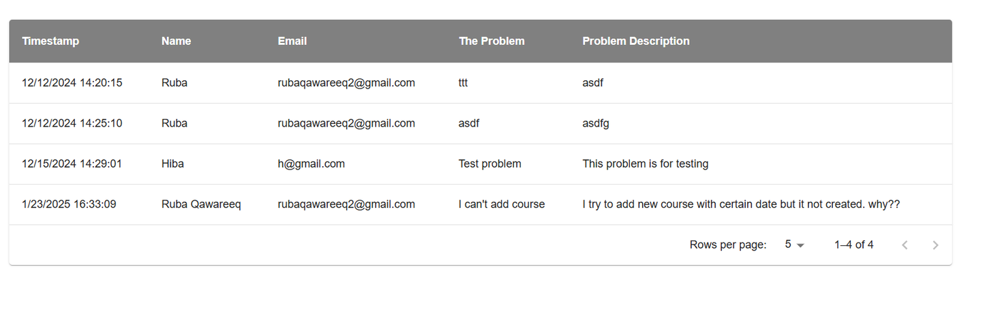 Timestamp Name Email The Problem Problem Description
12/12/2024 14:20:15 Ruba rubaqawareeq2@gmail.com ttt asdf
12/12/2024 14:25:10 Ruba rubaqawareeq2@gmail.com asdf asdfg
12/15/2024 14:29:01 Hiba h@gmail.com Test problem This problem is for testing
1/23/2025 16:33:09 Ruba Qawareeq rubaqawareeq2@gmail.com I can't add course I try to add new course with certain date but it not created. why??
Rows per page: 5 1–4 of 4